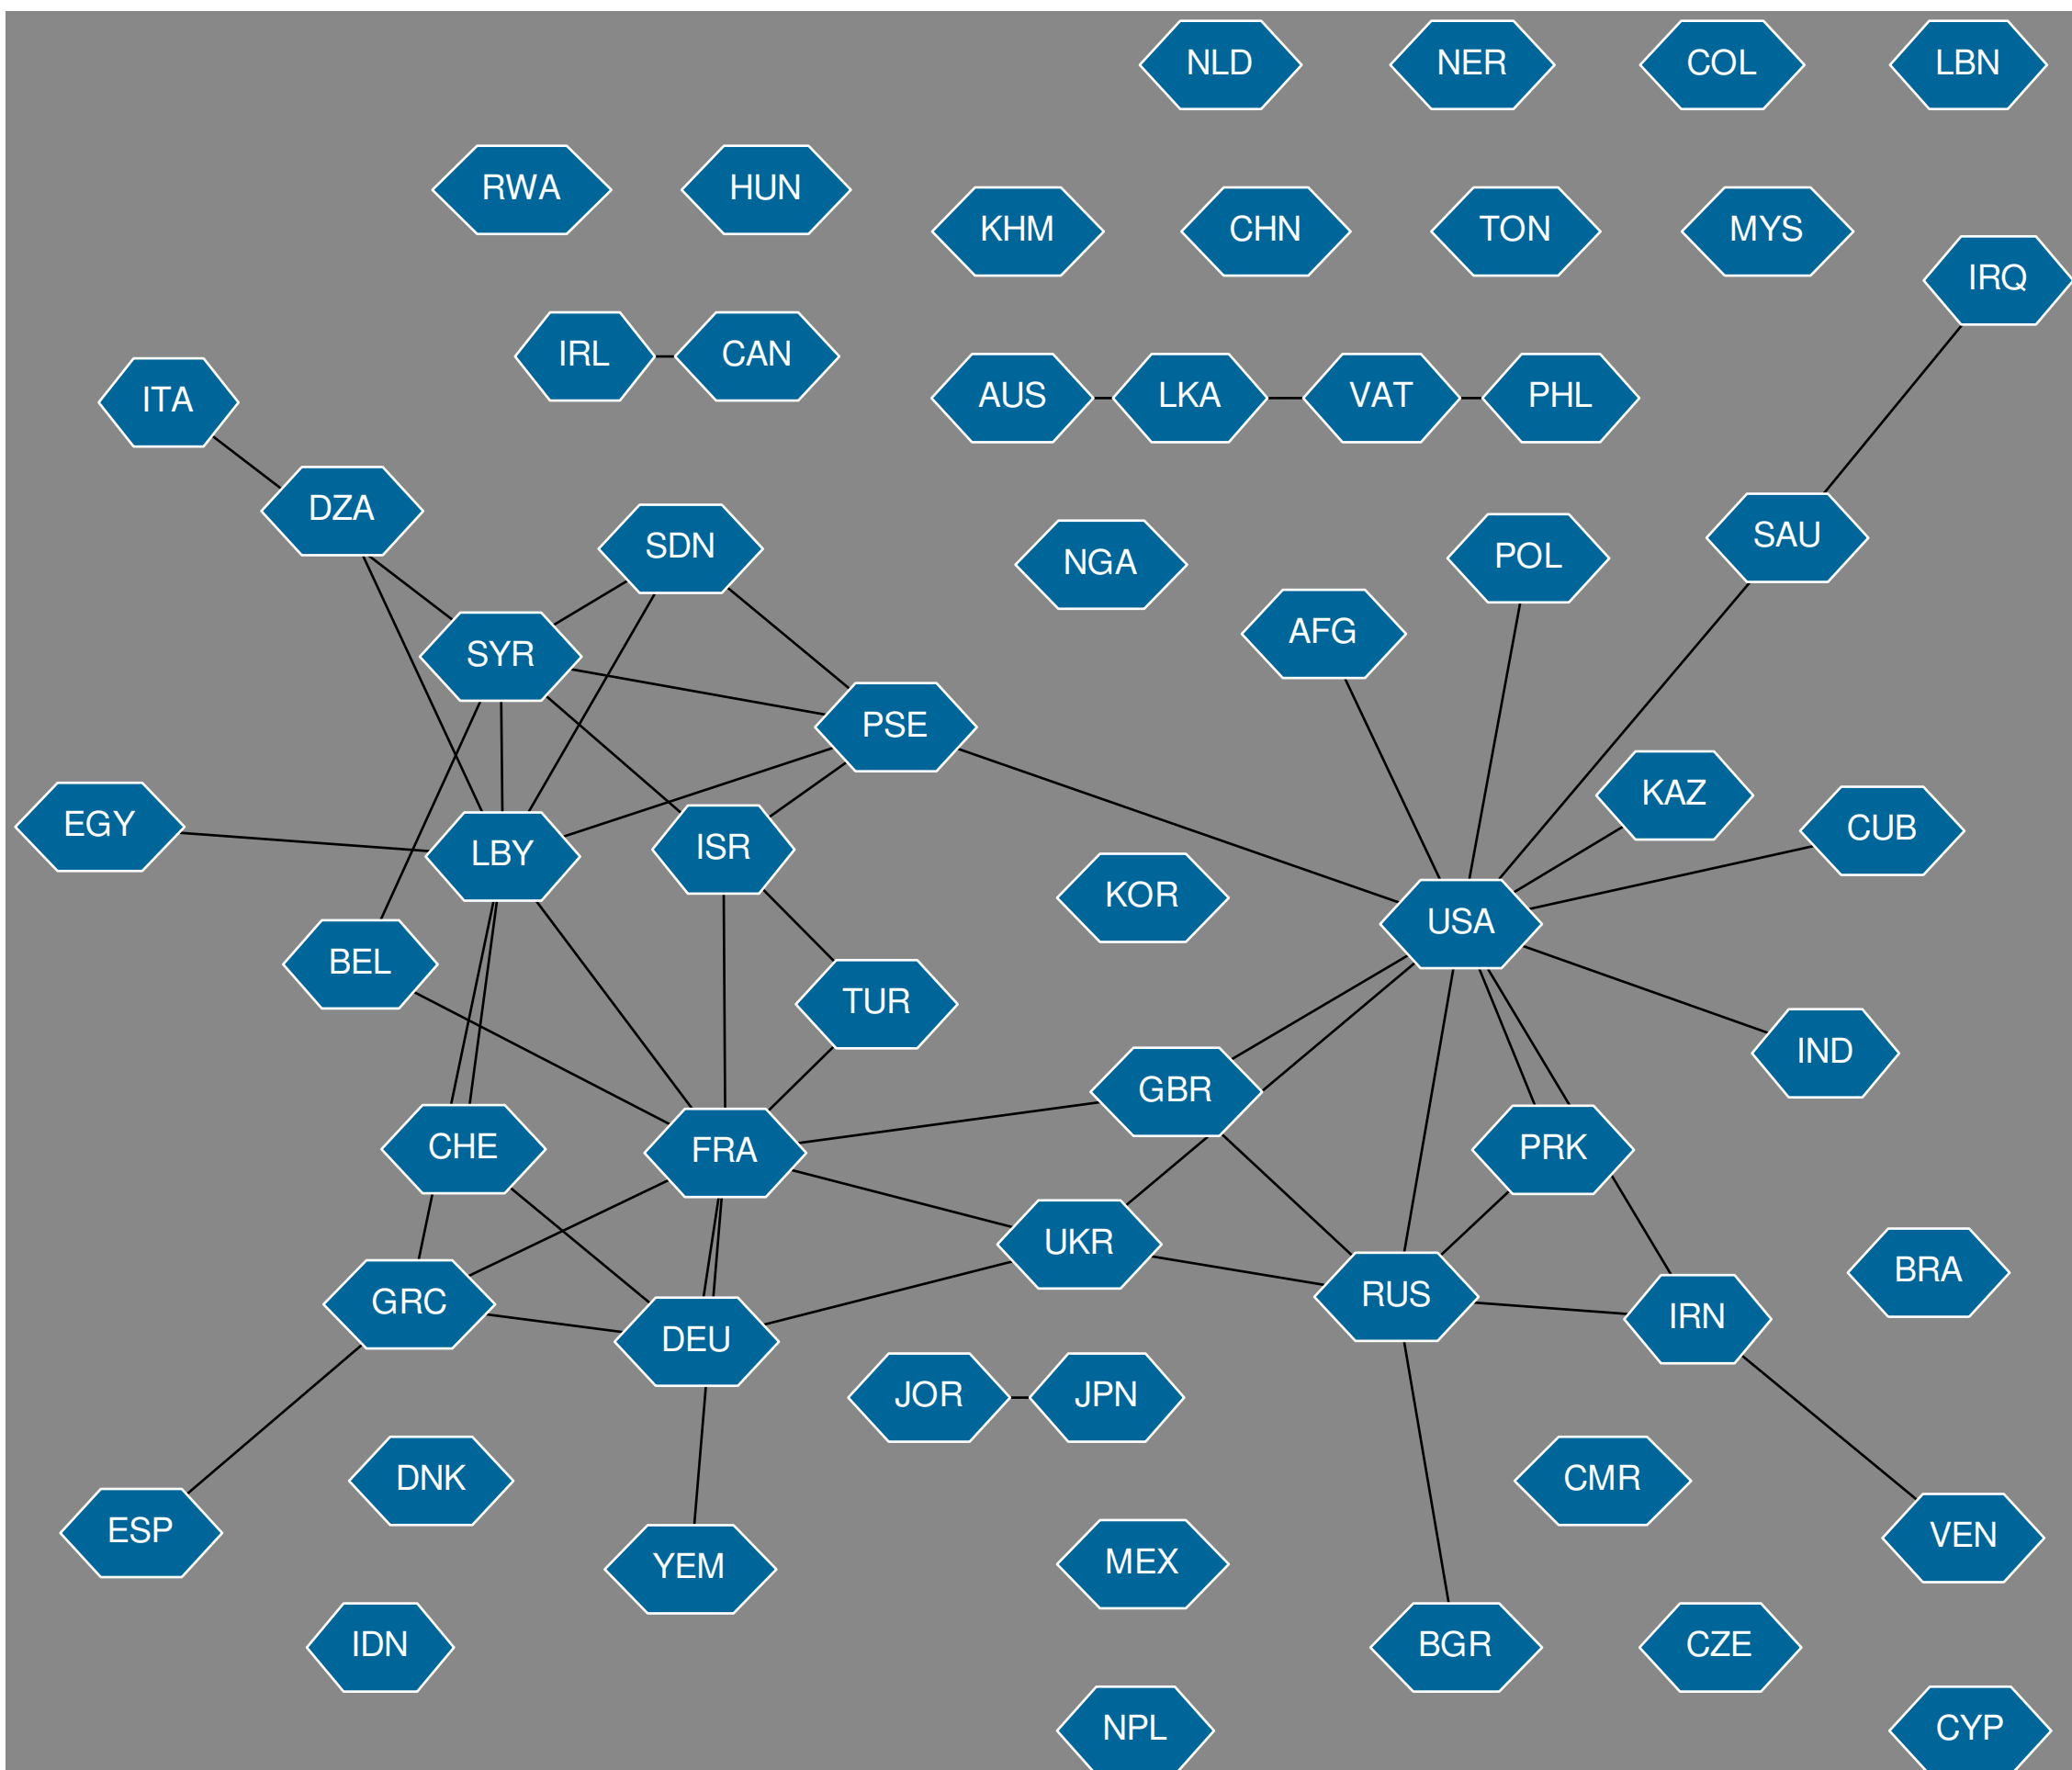 NLD
NER
COL
LBN
RWA
HUN
KHM
CHN
TON
MYS
IRQ
IRL
CAN
ITA
AUS
LKA
VAT
PHL
DZA
SDN
NGA
POL
SAU
AFG
SYR
PSE
KAZ
EGY
LBY
ISR
CUB
KOR
USA
BEL
TUR
IND
GBR
CHE
FRA
PRK
UKR
BRA
GRC
RUS
IRN
DEU
JOR
JPN
DNK
CMR
ESP
VEN
YEM
MEX
IDN
BGR
CZE
NPL
CYP